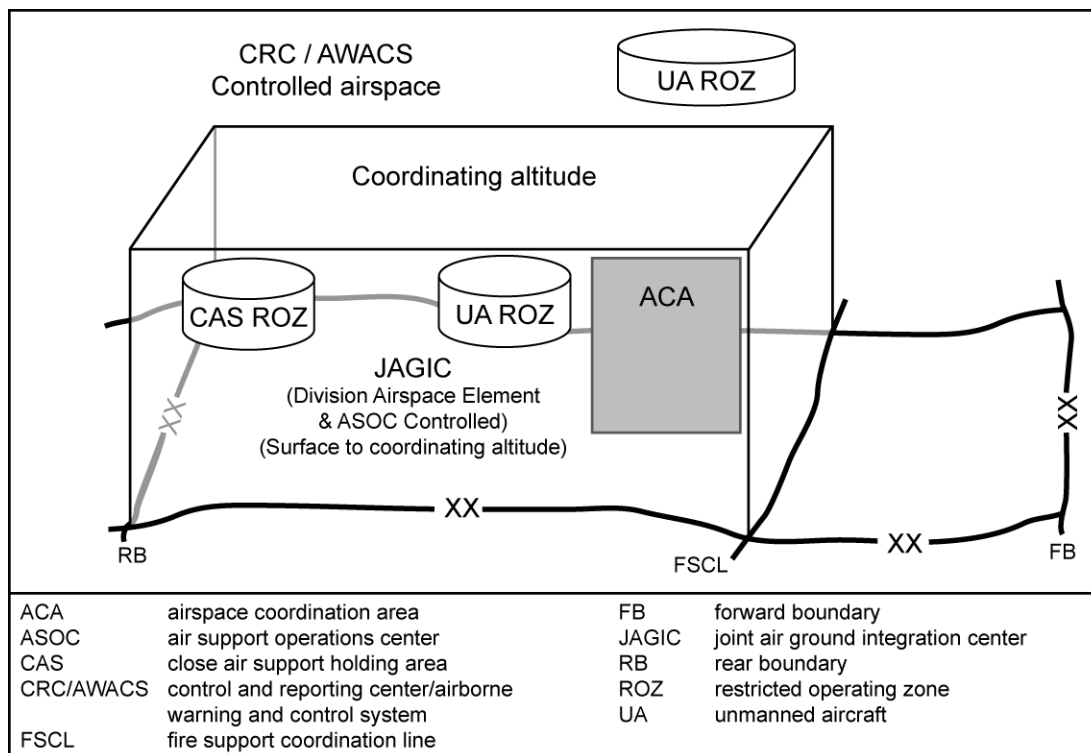 CRC / AWACS
Controlled airspace
UA ROZ
Coordinating altitude
CAS ROZ
UA ROZ
ACA
JAGIC
(Division Airspace Element
& ASOC Controlled)
(Surface to coordinating altitude)
XX
XX
XX
XX
RB
FSCL
FB
ACA airspace coordination area
ASOC air support operations center
CAS close air support holding area
CRC/AWACS control and reporting center/airborne
warning and control system
FSCL fire support coordination line
FB forward boundary
JAGIC joint air ground integration center
RB rear boundary
ROZ restricted operating zone
UA unmanned aircraft